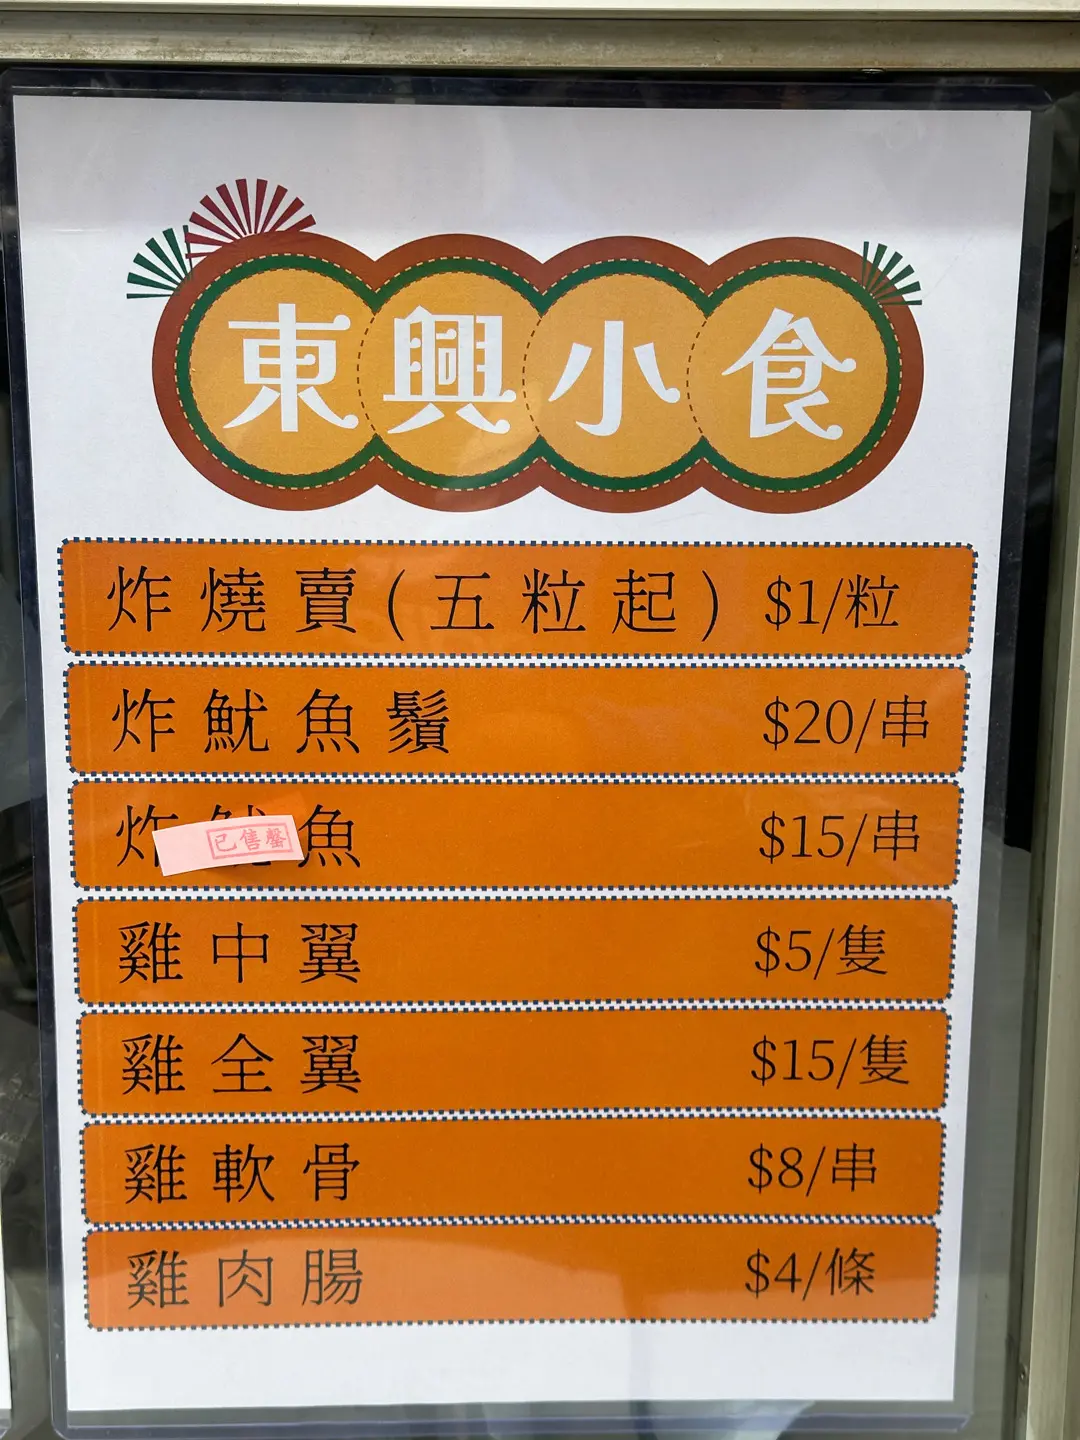 東興小食
炸燒賣(五粒起) $1/粒
炸魷魚鬚 $20/串
炸魷魚 $15/串
已售罄
雞中翼 $5/隻
雞全翼 $15/隻
雞軟骨 $8/串
雞肉腸 $4/條